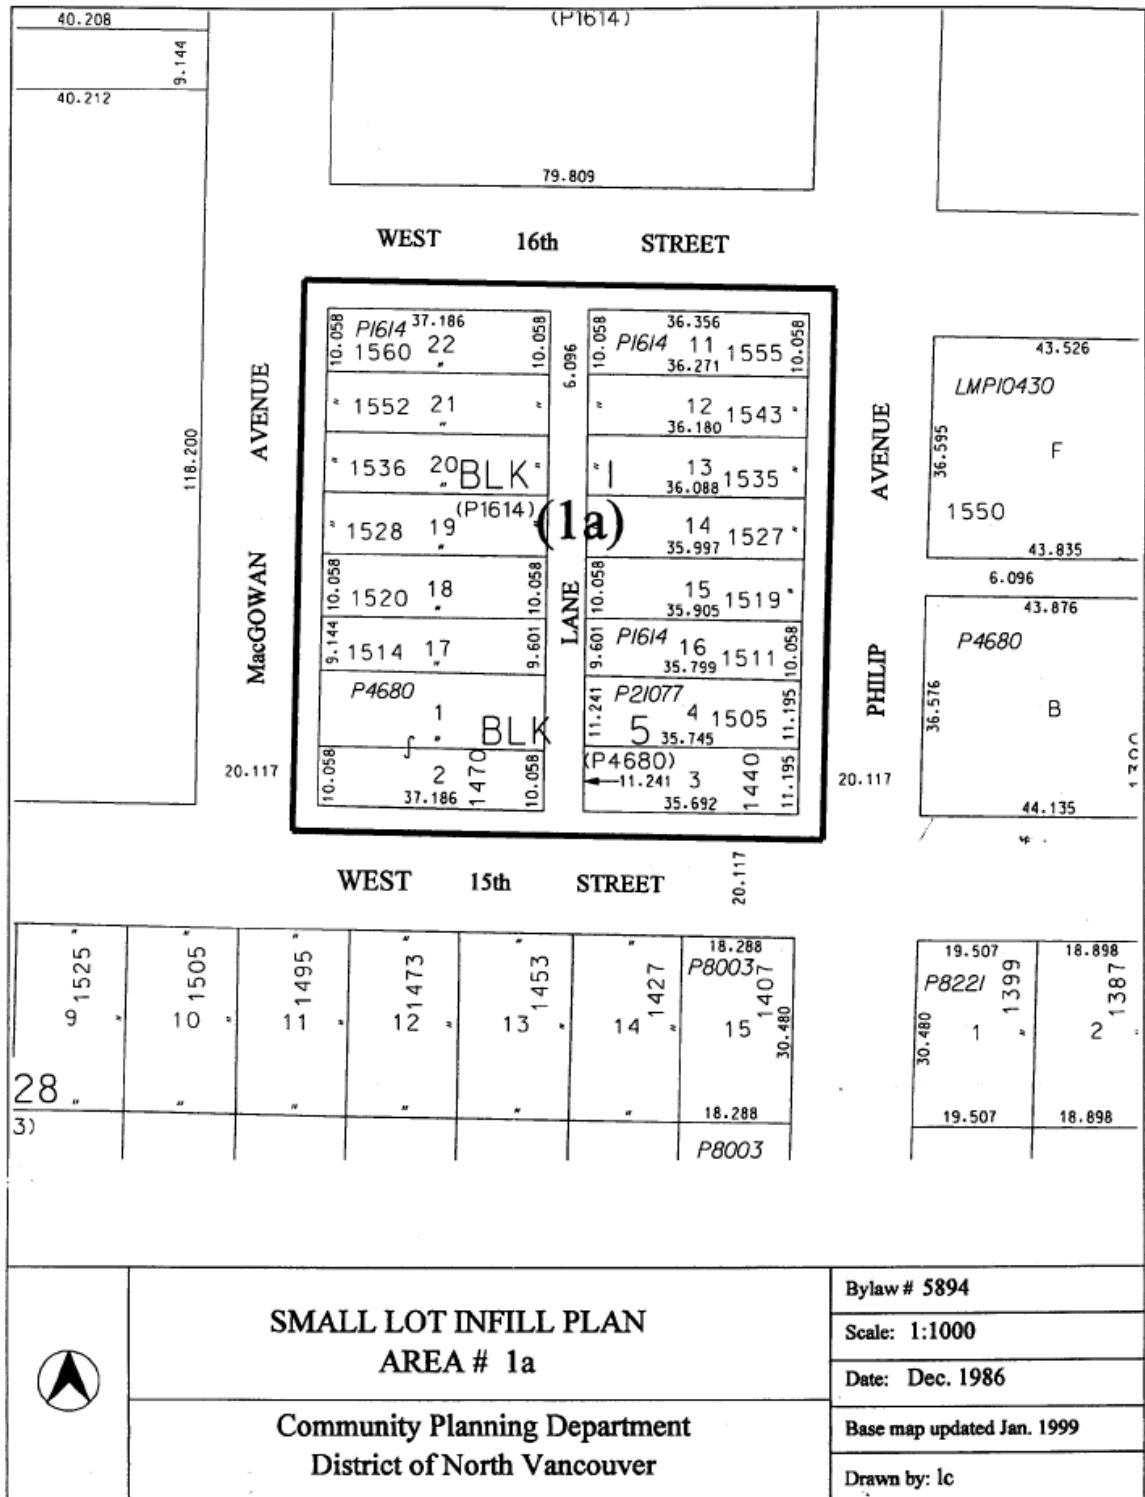 40.208
(P1614)
9.144
40.212
79.809
WEST 16th STREET
118.200
MacGOWAN AVENUE
10.058 P1614 37.186 10.058
1560 22 "
" 1552 21 " "
" 1536 20 " "
BLK 1
(P1614)
(1a)
" 1528 19 "
10.058 1520 18 " 10.058
9.144 1514 17 " 9.601
P4680
1 "
BLK 5
(P4680)
10.058 2 1470 10.058
37.186
6.096
LANE
10.058 36.356 10.058
P1614 11 1555
36.271
" 12 1543 "
36.180
" 13 1535 "
36.088
14 1527 "
35.997
10.058 15 1519 "
35.905
9.601 P1614 16 1511 10.058
35.799
11.241 P21077 4 1505 11.195
35.745
11.241 3 1440 11.195
35.692
PHILIP AVENUE
43.526
LMP10430
36.595
F
1550
43.835
6.096
43.876
P4680
36.576
B
44.135
20.117
20.117
WEST 15th STREET
20.117
" " " " " "
9 1525 "
10 1505 "
11 1495 "
12 1473 "
13 1453 "
14 1427 "
18.288
P8003
15 1407
30.480
18.288
P8003
28 " " " " " "
3)
19.507 18.898
P8221
30.480
1 1399 "
2 1387
19.507 18.898
SMALL LOT INFILL PLAN
AREA # 1a
Community Planning Department
District of North Vancouver
Bylaw # 5894
Scale: 1:1000
Date: Dec. 1986
Base map updated Jan. 1999
Drawn by: lc